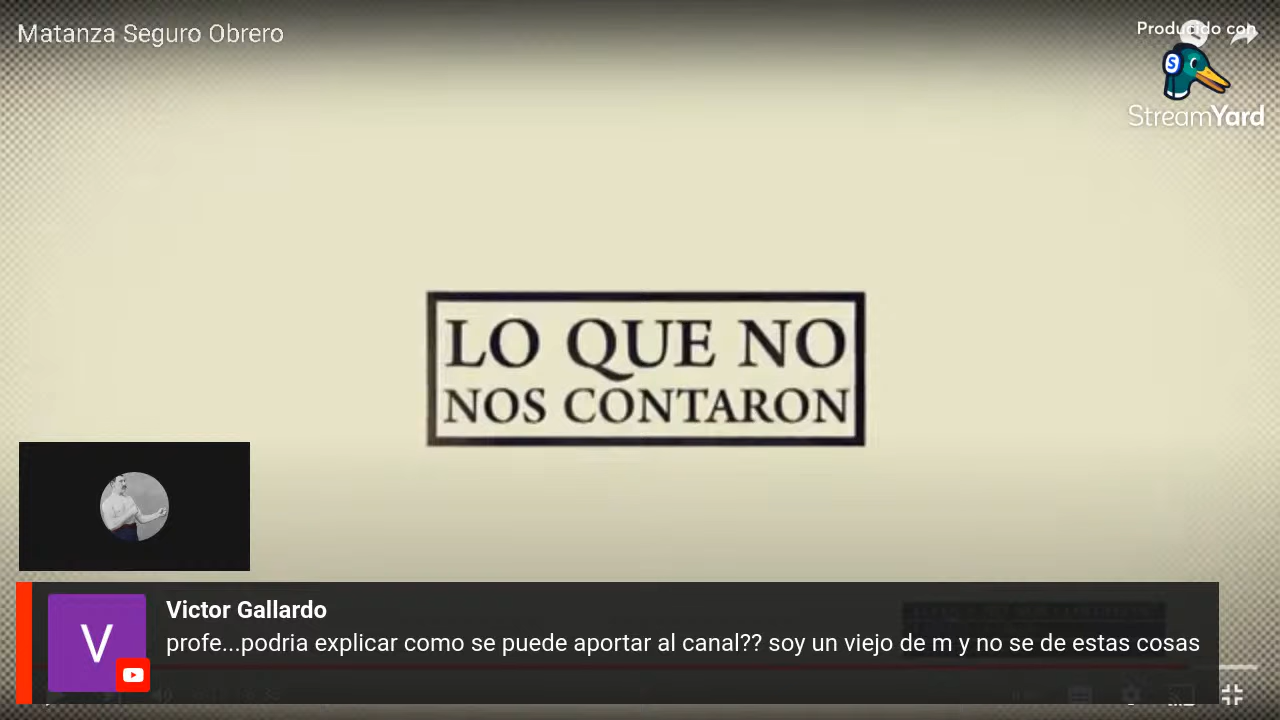 Matanza Seguro Obrero
Producido con
StreamYard
LO QUE NO
NOS CONTARON
Victor Gallardo
V
profe...podria explicar como se puede aportar al canal?? soy un viejo de m y no se de estas cosas